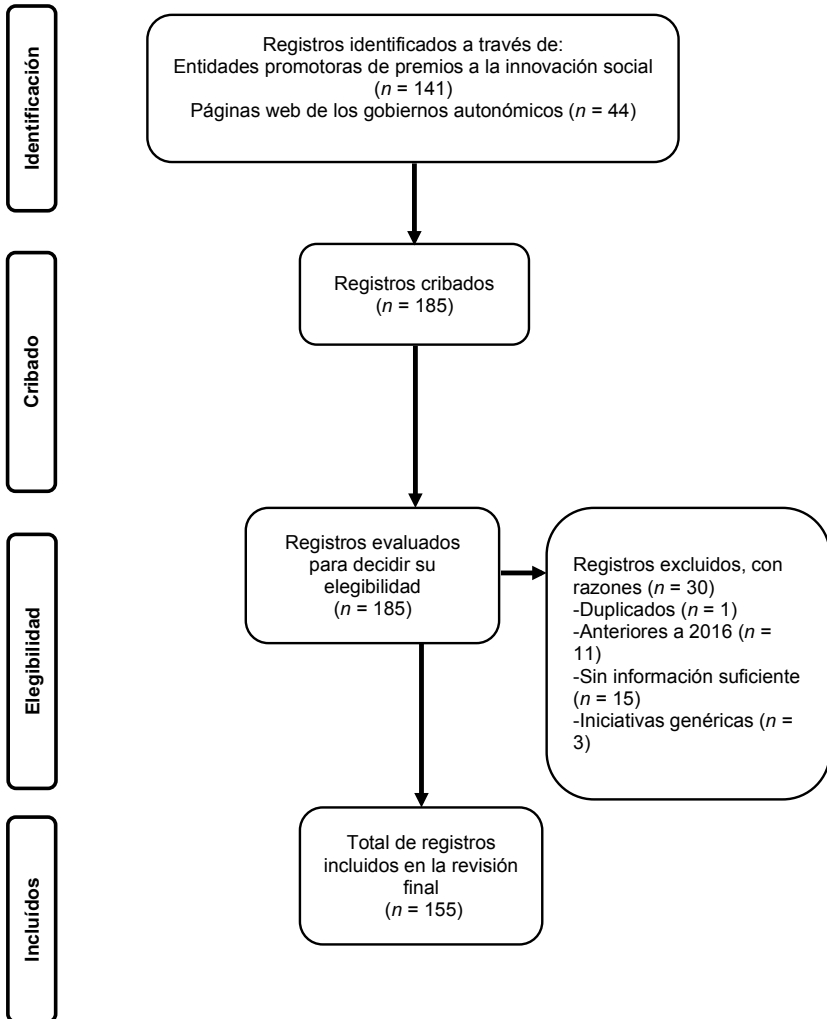 Identificación
Registros identificados a través de:
Entidades promotoras de premios a la innovación social
(n = 141)
Páginas web de los gobiernos autonómicos (n = 44)
Cribado
Registros cribados
(n = 185)
Elegibilidad
Registros evaluados
para decidir su
elegibilidad
(n = 185)
Registros excluidos, con
razones (n = 30)
-Duplicados (n = 1)
-Anteriores a 2016 (n =
11)
-Sin información suficiente
(n = 15)
-Iniciativas genéricas (n =
3)
Incluídos
Total de registros
incluidos en la revisión
final
(n = 155)